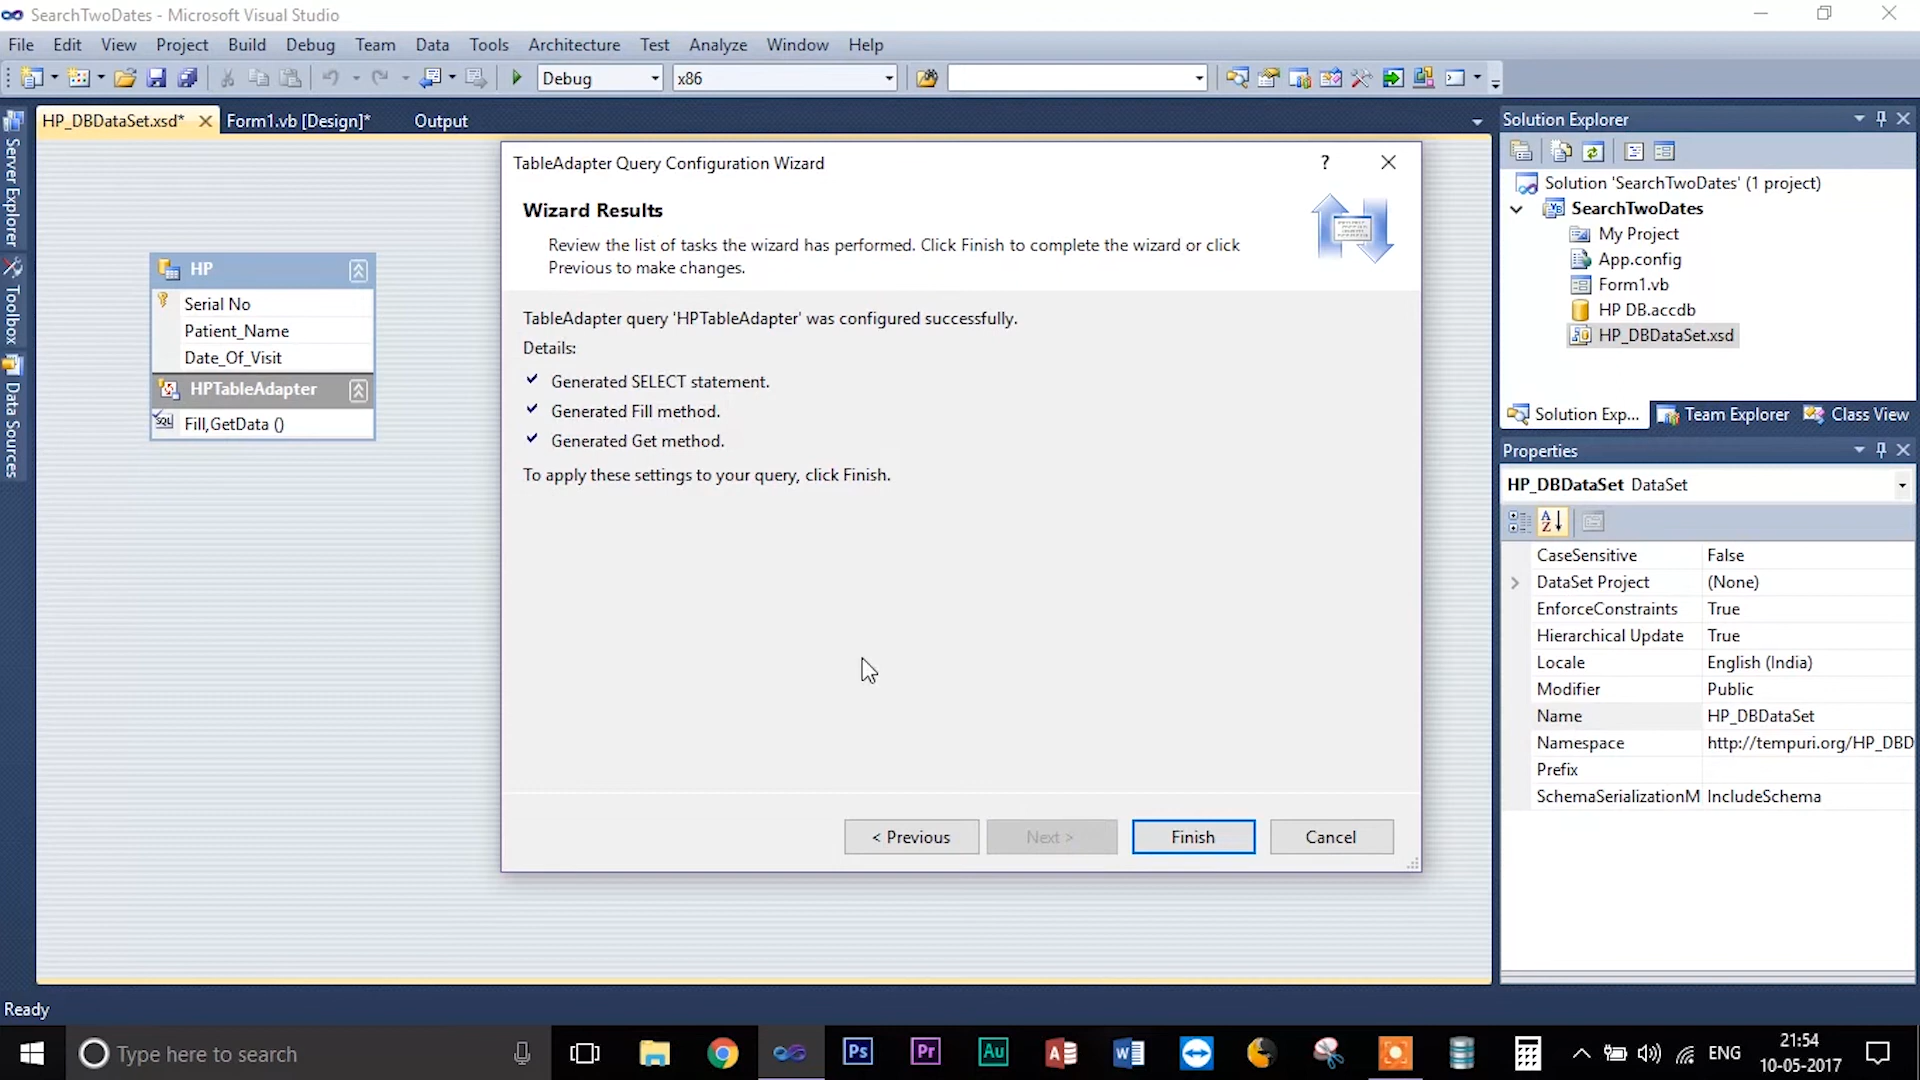 SearchTwoDates - Microsoft Visual Studio
File Edit View Project Build Debug Team Data Tools Architecture Test Analyze Window Help
Debug x86
Server Explorer
Toolbox
Data Sources
HP_DBDataSet.xsd* Form1.vb [Design]* Output
HP
Serial No
Patient_Name
Date_Of_Visit
HPTableAdapter
SQL Fill,GetData ()
TableAdapter Query Configuration Wizard ?
Wizard Results
Review the list of tasks the wizard has performed. Click Finish to complete the wizard or click
Previous to make changes.
TableAdapter query 'HPTableAdapter' was configured successfully.
Details:
Generated SELECT statement.
Generated Fill method.
Generated Get method.
To apply these settings to your query, click Finish.
< Previous Next > Finish Cancel
Solution Explorer
Solution 'SearchTwoDates' (1 project)
SearchTwoDates
My Project
App.config
Form1.vb
HP DB.accdb
HP_DBDataSet.xsd
Solution Exp... Team Explorer Class View
Properties
HP_DBDataSet DataSet
CaseSensitive False
DataSet Project (None)
EnforceConstraints True
Hierarchical Update True
Locale English (India)
Modifier Public
Name HP_DBDataSet
Namespace http://tempuri.org/HP_DBD
Prefix
SchemaSerializationM IncludeSchema
Ready
Type here to search
Ps Pr Au
ENG
21:54
10-05-2017